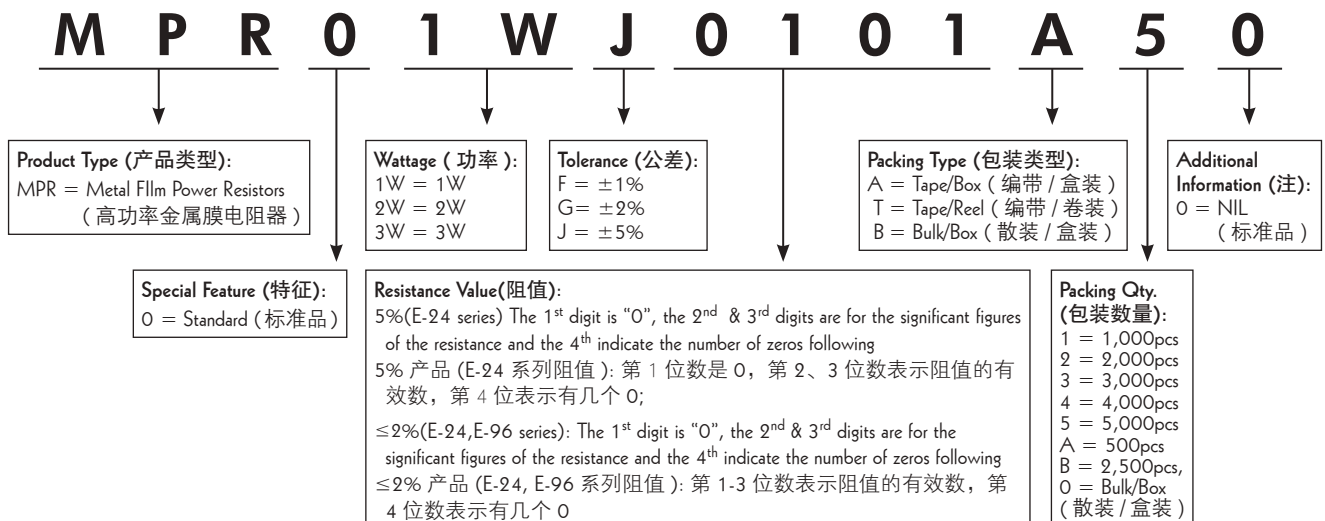 M P R 0 1 W J 0 1 0 1 A 5 0
Product Type (产品类型):
MPR = Metal FIlm Power Resistors
( 高功率金属膜电阻器 )
Wattage ( 功率 ):
1W = 1W
2W = 2W
3W = 3W
Tolerance (公差):
F = ±1%
G= ±2%
J = ±5%
Packing Type (包装类型):
A = Tape/Box ( 编带 / 盒装 )
T = Tape/Reel ( 编带 / 卷装 )
B = Bulk/Box ( 散装 / 盒装 )
Additional
Information (注):
0 = NIL
( 标准品 )
Special Feature (特征):
0 = Standard ( 标准品 )
Resistance Value(阻值):
5%(E-24 series) The 1st digit is “0”, the 2nd & 3rd digits are for the significant figures
of the resistance and the 4th indicate the number of zeros following
5% 产品 (E-24 系列阻值 ): 第 1 位数是 0，第 2、3 位数表示阻值的有
效数，第 4 位表示有几个 0;
≤2%(E-24,E-96 series): The 1st digit is “0”, the 2nd & 3rd digits are for the
significant figures of the resistance and the 4th indicate the number of zeros following
≤2% 产品 (E-24, E-96 系列阻值 ): 第 1-3 位数表示阻值的有效数，第
4 位数表示有几个 0
Packing Qty.
(包装数量):
1 = 1,000pcs
2 = 2,000pcs
3 = 3,000pcs
4 = 4,000pcs
5 = 5,000pcs
A = 500pcs
B = 2,500pcs,
0 = Bulk/Box
( 散装 / 盒装 )